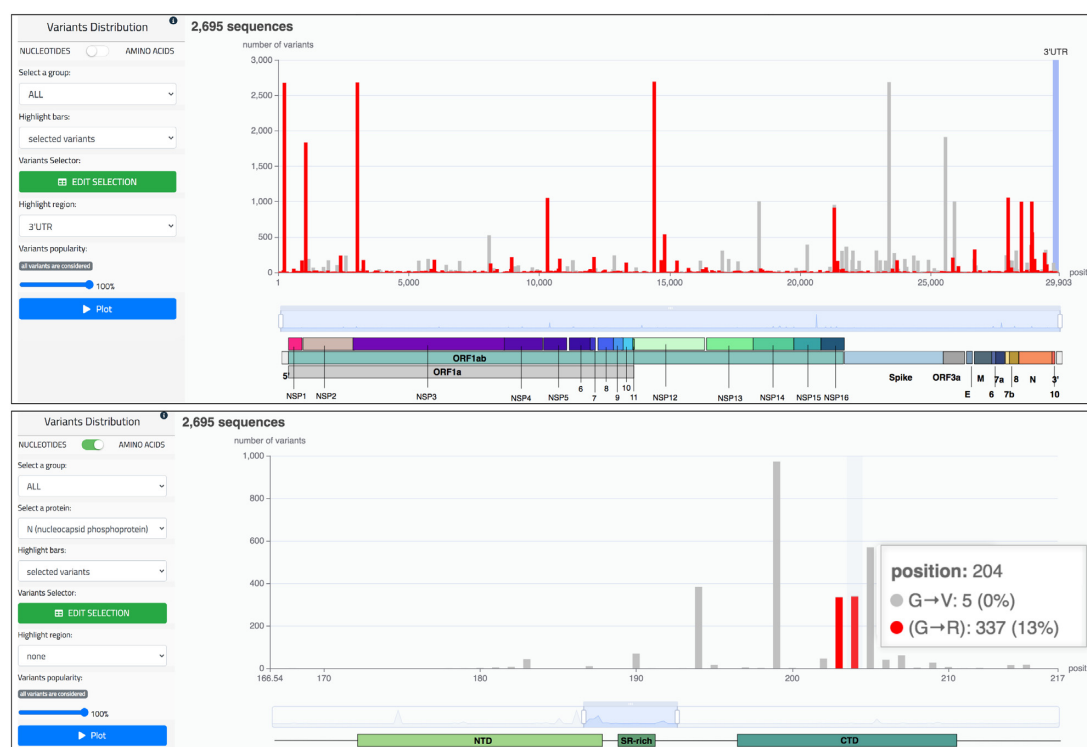 Variants Distribution
2,695 sequences
NUCLEOTIDES AMINO ACIDS
number of variants
Select a group:
ALL
Highlight bars:
selected variants
Variants Selector:
EDIT SELECTION
Highlight region:
3'UTR
Variants popularity:
all variants are considered
100%
Plot
3'UTR
3,000
2,500
2,000
1,500
1,000
500
0
1 5,000 10,000 15,000 20,000 25,000 29,903
posit
ORF1ab
ORF1a
5'
Spike ORF3a M 7a 8 N 3'
E 6 7b 10
NSP1 NSP2 NSP3 NSP4 NSP5 6 7 8 9 10 11 NSP12 NSP13 NSP14 NSP15 NSP16
Variants Distribution
2,695 sequences
NUCLEOTIDES AMINO ACIDS
number of variants
Select a group:
ALL
Select a protein:
N (nucleocapsid phosphoprotein)
Highlight bars:
selected variants
Variants Selector:
EDIT SELECTION
Highlight region:
none
Variants popularity:
all variants are considered
100%
Plot
1,000
800
600
400
200
0
166.54 170 180 190 200 210 217
posit
position: 204
G→V: 5 (0%)
(G→R): 337 (13%)
NTD SR-rich CTD